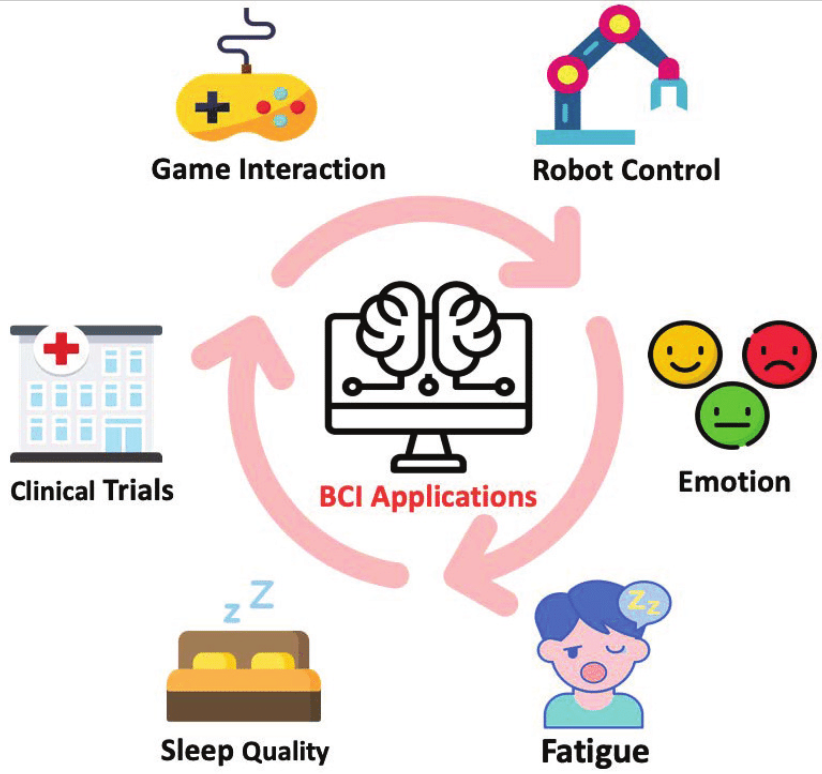 Game Interaction
Robot Control
Clinical Trials
BCI Applications
Emotion
z Z
Sleep Quality
Z z
Fatigue